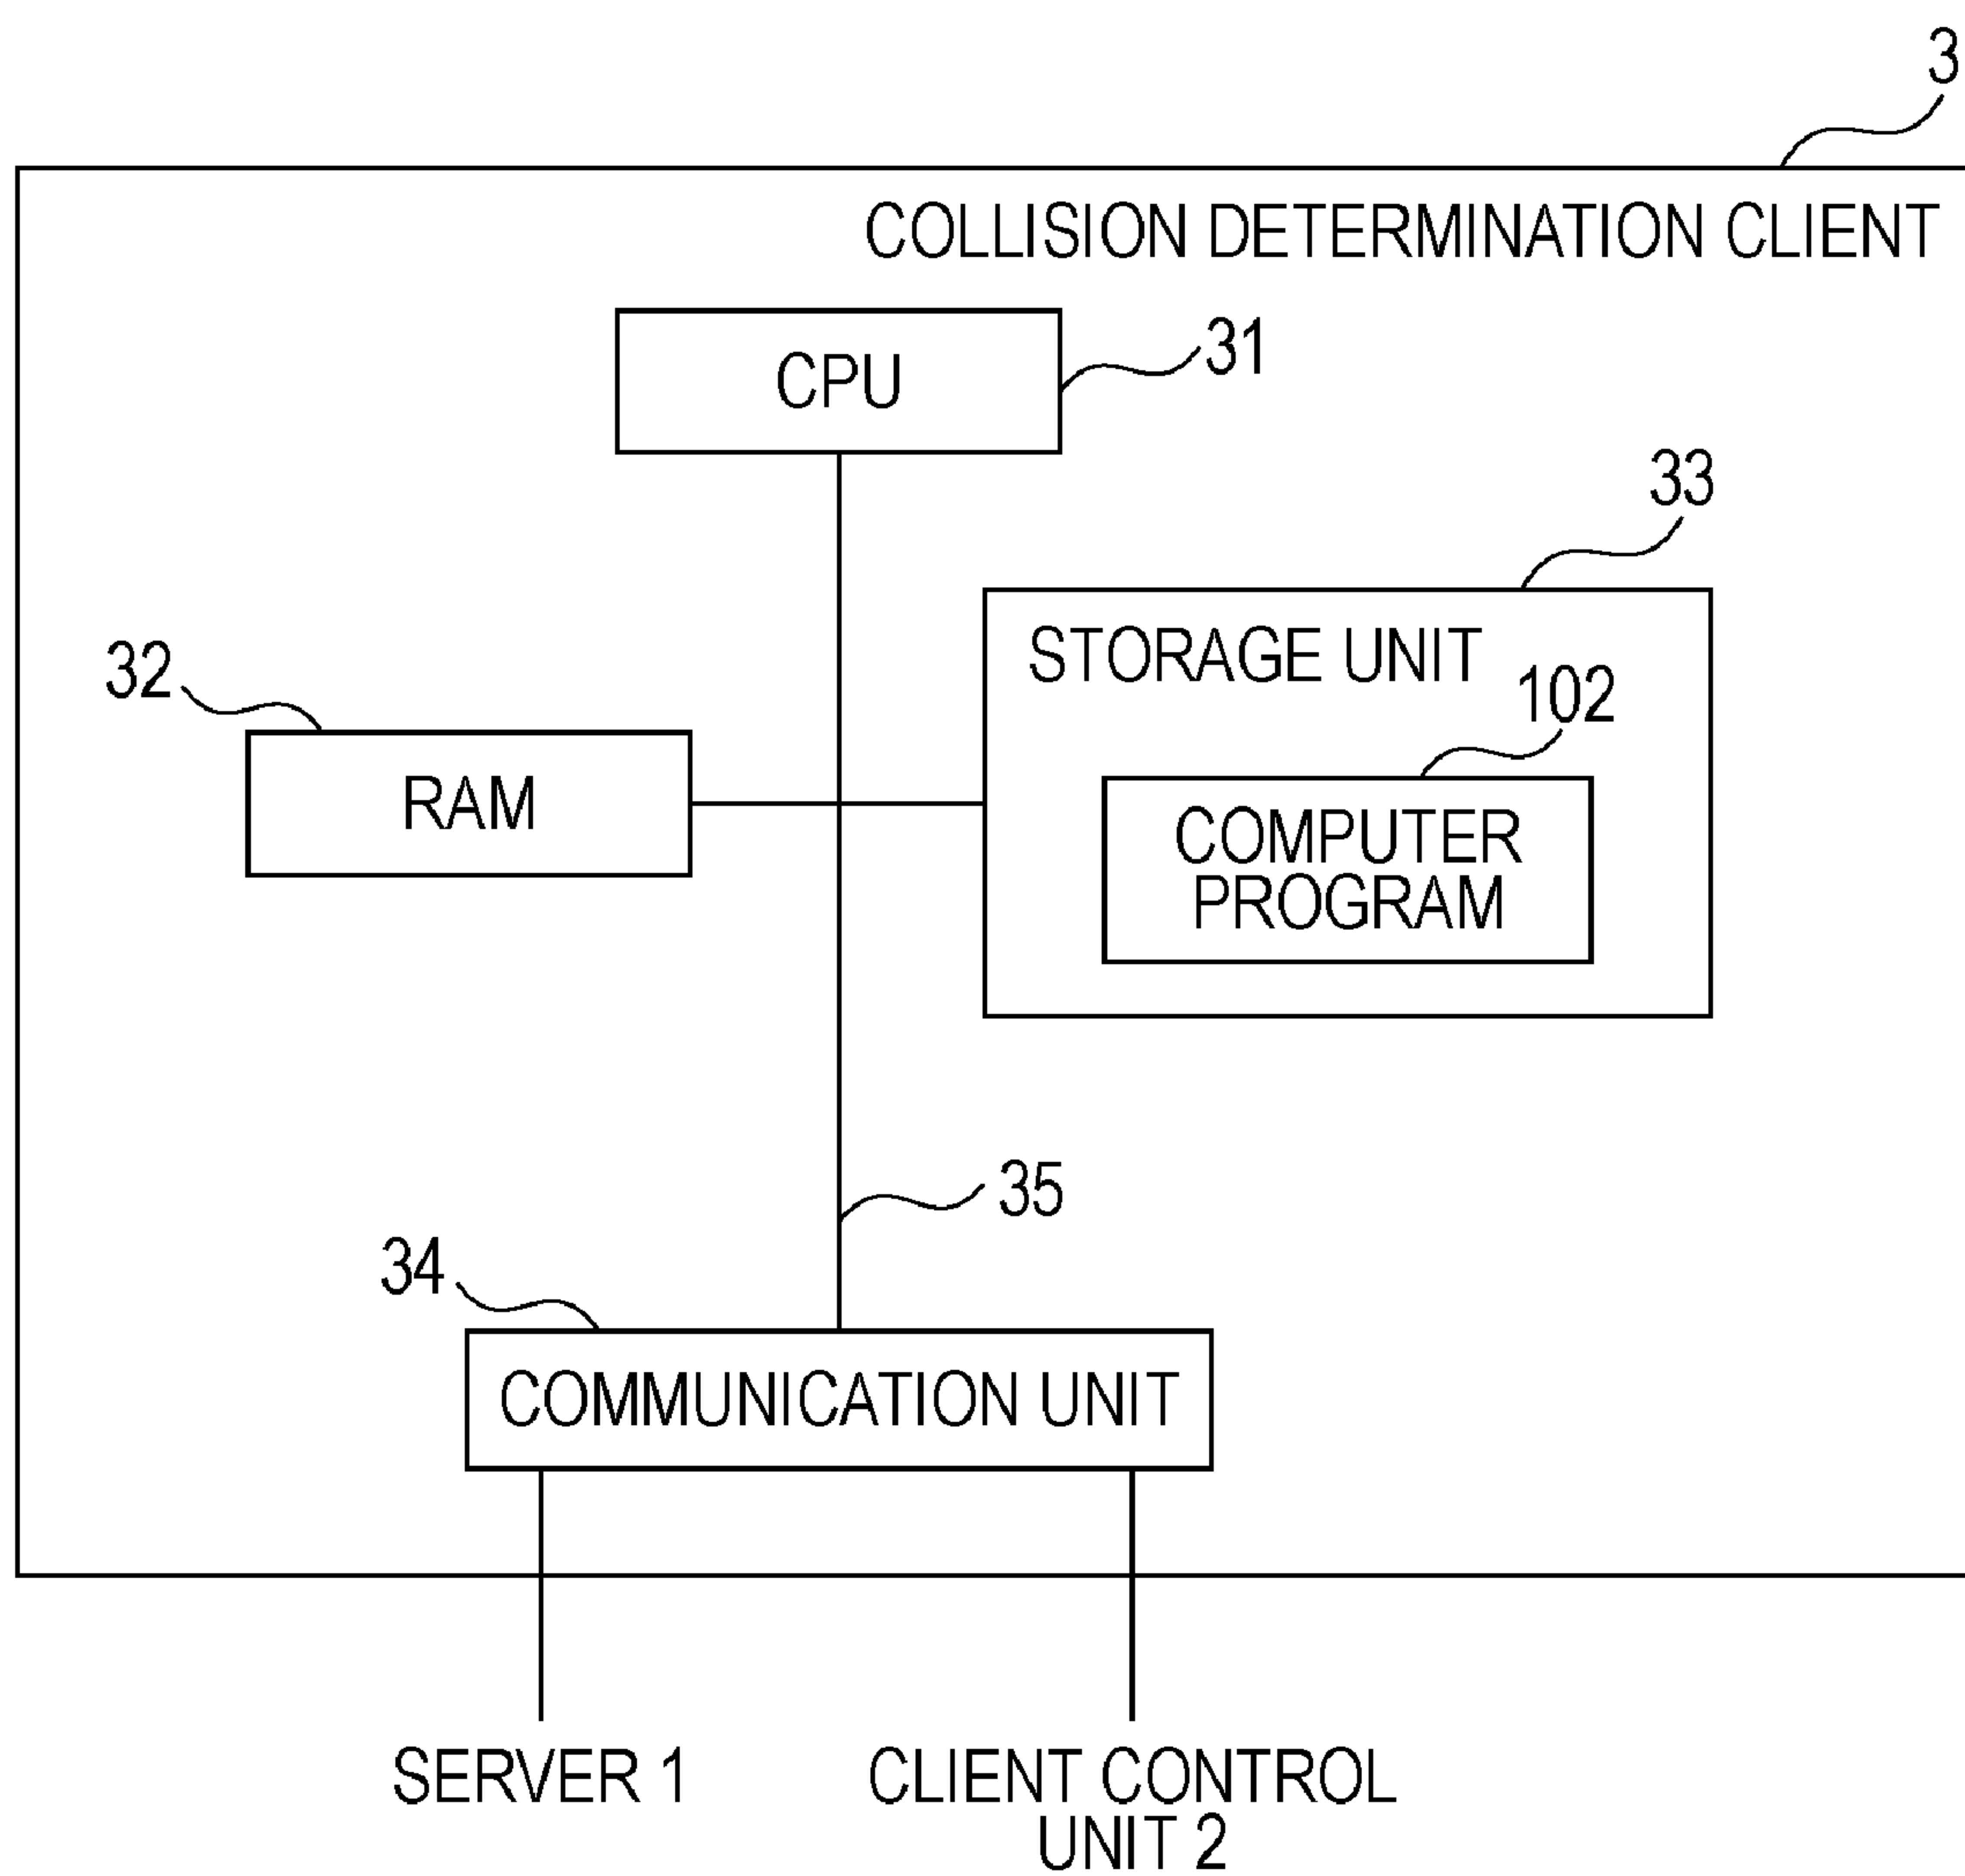 3
COLLISION DETERMINATION CLIENT
CPU
31
33
STORAGE UNIT
32
102
RAM
COMPUTER
PROGRAM
35
34
COMMUNICATION UNIT
SERVER 1
CLIENT CONTROL
UNIT 2